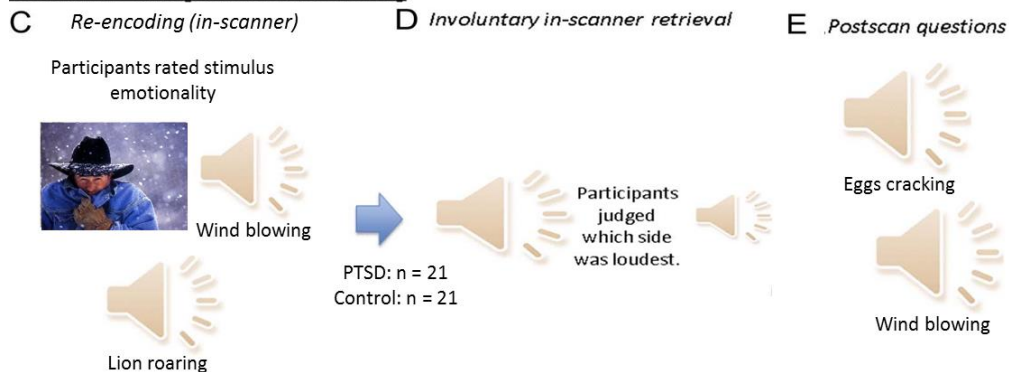 C Re-encoding (in-scanner)
Participants rated stimulus
emotionality
Wind blowing
Lion roaring
PTSD: n = 21
Control: n = 21
D Involuntary in-scanner retrieval
Participants
judged
which side
was loudest.
E Postscan questions
Eggs cracking
Wind blowing